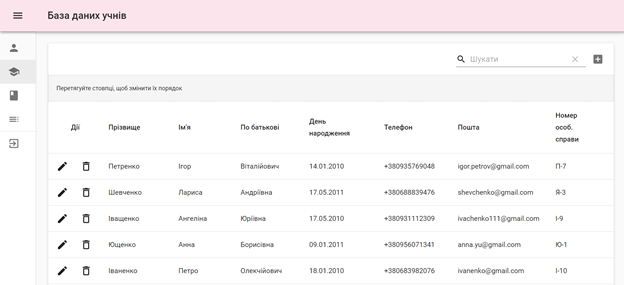 База даних учнів
Шукати
Перетягуйте стовпці, щоб змінити їх порядок
Дії Прізвище Ім'я По батькові День народження Телефон Пошта Номер особ. справи
Петренко Ігор Віталійович 14.01.2010 +380935769048 igor.petrov@gmail.com П-7
Шевченко Лариса Андріївна 17.05.2011 +380688839476 shevchenko@gmail.com Я-3
Іващенко Ангеліна Юріївна 17.05.2010 +380931112309 ivachenko111@gmail.com І-9
Ющенко Анна Борисівна 09.01.2011 +380956071341 anna.yu@gmail.com Ю-1
Іваненко Петро Олекчійович 18.01.2010 +380683982076 ivanenko@gmail.com І-10